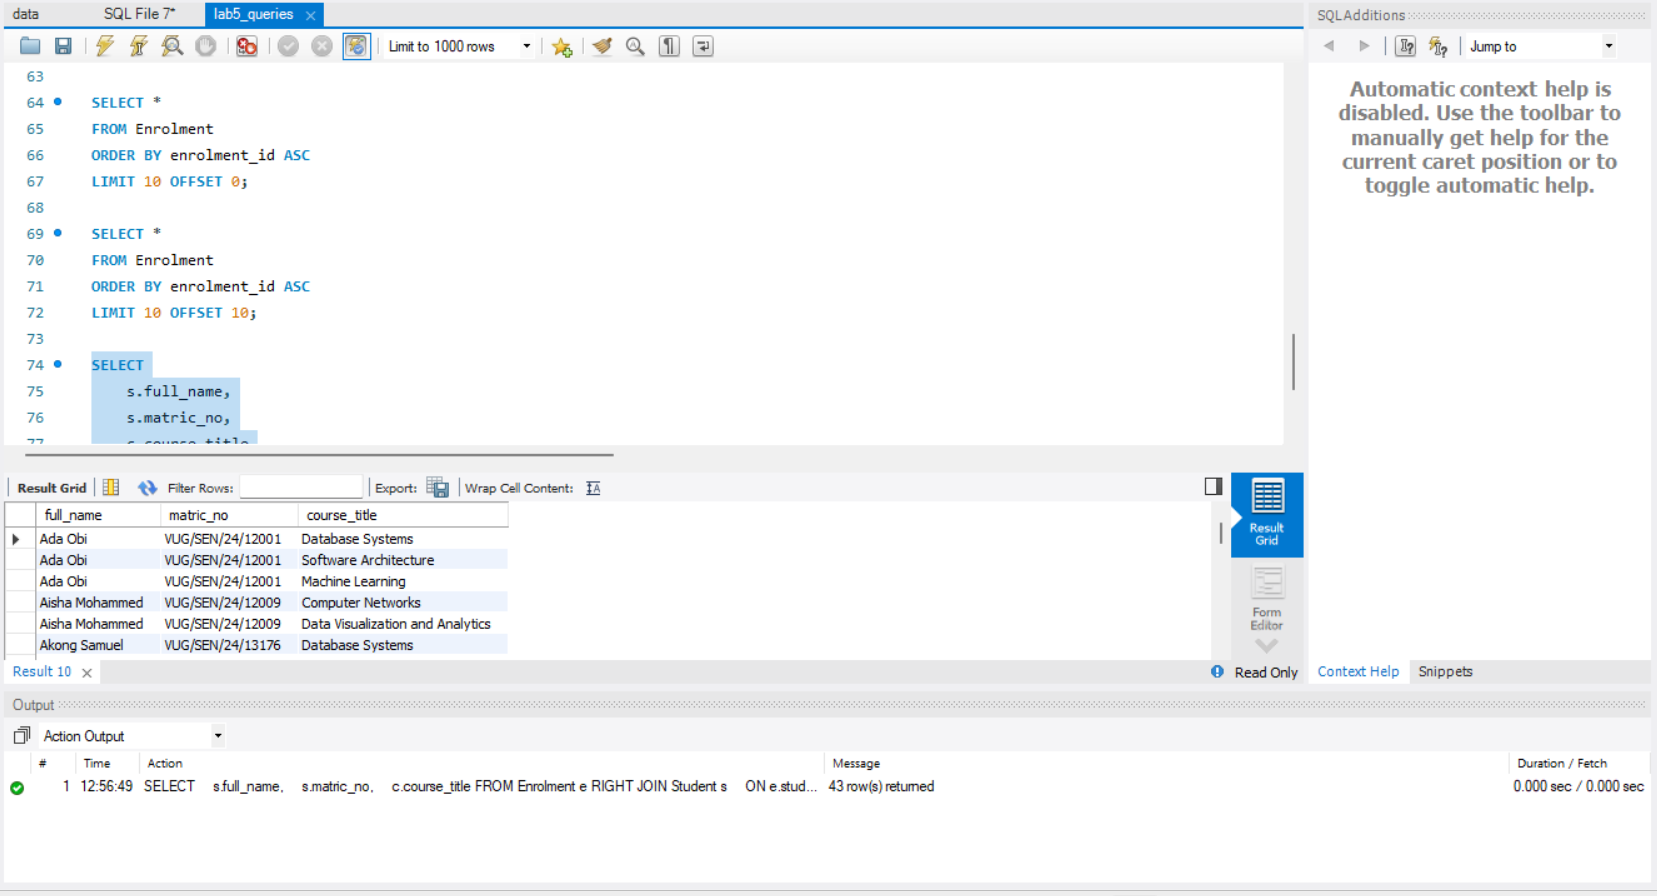 data SQL File 7* lab5_queries
SQLAdditions
Limit to 1000 rows
Jump to
63
64 SELECT *
65 FROM Enrolment
66 ORDER BY enrolment_id ASC
67 LIMIT 10 OFFSET 0;
68
69 SELECT *
70 FROM Enrolment
71 ORDER BY enrolment_id ASC
72 LIMIT 10 OFFSET 10;
73
74 SELECT
75 s.full_name,
76 s.matric_no,
77 c.course_title
Automatic context help is
disabled. Use the toolbar to
manually get help for the
current caret position or to
toggle automatic help.
Result Grid Filter Rows: Export: Wrap Cell Content:
full_name matric_no course_title
Ada Obi VUG/SEN/24/12001 Database Systems
Ada Obi VUG/SEN/24/12001 Software Architecture
Ada Obi VUG/SEN/24/12001 Machine Learning
Aisha Mohammed VUG/SEN/24/12009 Computer Networks
Aisha Mohammed VUG/SEN/24/12009 Data Visualization and Analytics
Akong Samuel VUG/SEN/24/13176 Database Systems
Result
Grid
Form
Editor
Result 10 Read Only
Context Help Snippets
Output
Action Output
# Time Action Message Duration / Fetch
1 12:56:49 SELECT s.full_name, s.matric_no, c.course_title FROM Enrolment e RIGHT JOIN Student s ON e.stud... 43 row(s) returned 0.000 sec / 0.000 sec